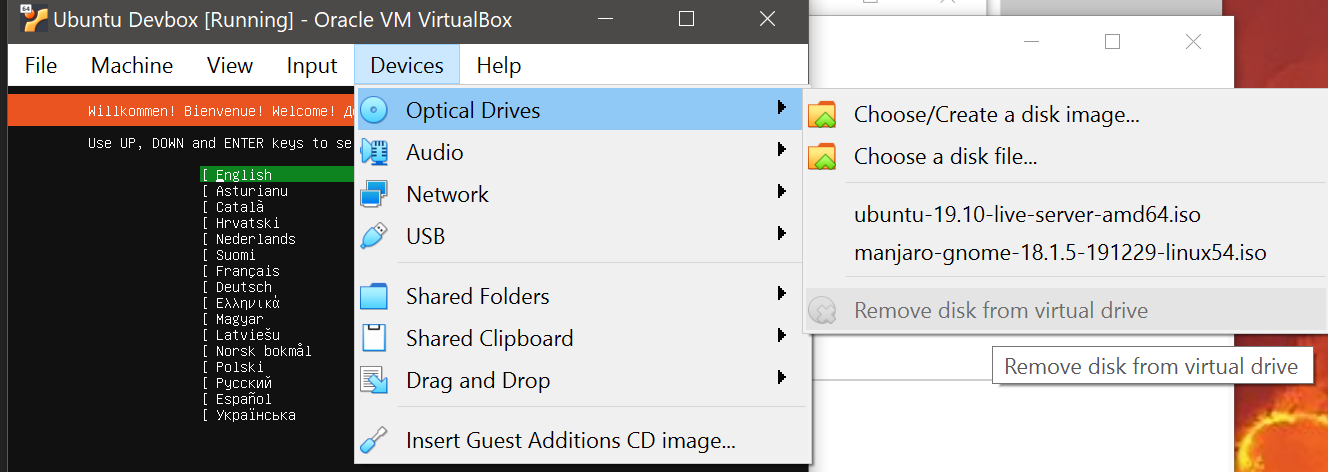 64
Ubuntu Devbox [Running] - Oracle VM VirtualBox
File Machine View Input Devices Help
Willkommen! Bienvenue! Welcome!
Use UP, DOWN and ENTER keys to
[ English
[ Asturianu
[ Català
[ Hrvatski
[ Nederlands
[ Suomi
[ Français
[ Deutsch
[ Ελληνικά
[ Magyar
[ Latviešu
[ Norsk bokmål
[ Polski
[ Русский
[ Español
[ Українська
Optical Drives
Audio
Network
USB
Shared Folders
Shared Clipboard
Drag and Drop
Insert Guest Additions CD image...
Choose/Create a disk image...
Choose a disk file...
ubuntu-19.10-live-server-amd64.iso
manjaro-gnome-18.1.5-191229-linux54.iso
Remove disk from virtual drive
Remove disk from virtual drive